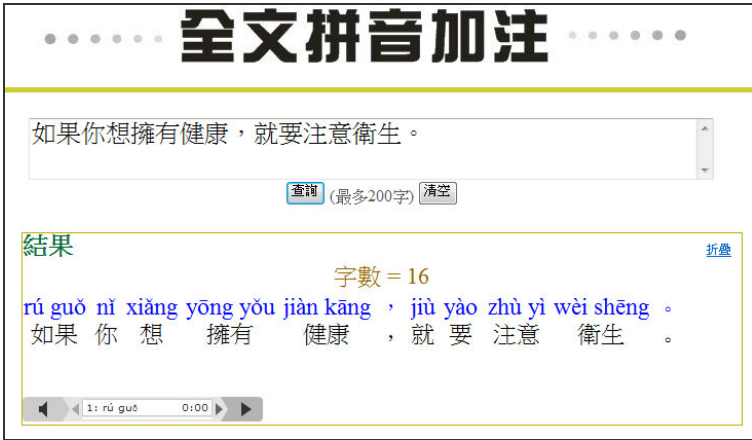 全文拼音加注
如果你想擁有健康，就要注意衛生。
查詢 (最多200字) 清空
結果 折疊
字數 = 16
rú guǒ nǐ xiǎng yōng yǒu jiàn kāng ， jiù yào zhù yì wèi shēng 。
如果 你 想 擁有 健康 ， 就 要 注意 衛生 。
1: rú guǒ 0:00